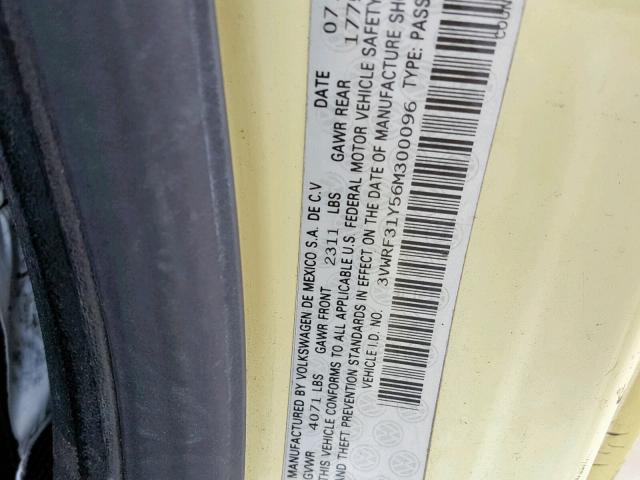 MANUFACTURED BY VOLKSWAGEN DE MEXICO S.A. DE C.V DATE 07
GVWR 4071 LBS GAWR FRONT 2311 LBS GAWR REAR 177
THIS VEHICLE CONFORMS TO ALL APPLICABLE U.S. FEDERAL MOTOR VEHICLE SAFETY
AND THEFT PREVENTION STANDARDS IN EFFECT ON THE DATE OF MANUFACTURE SH
VEHICLE I.D. NO. 3VWRF31Y56M300096 TYPE: PASS
COUN